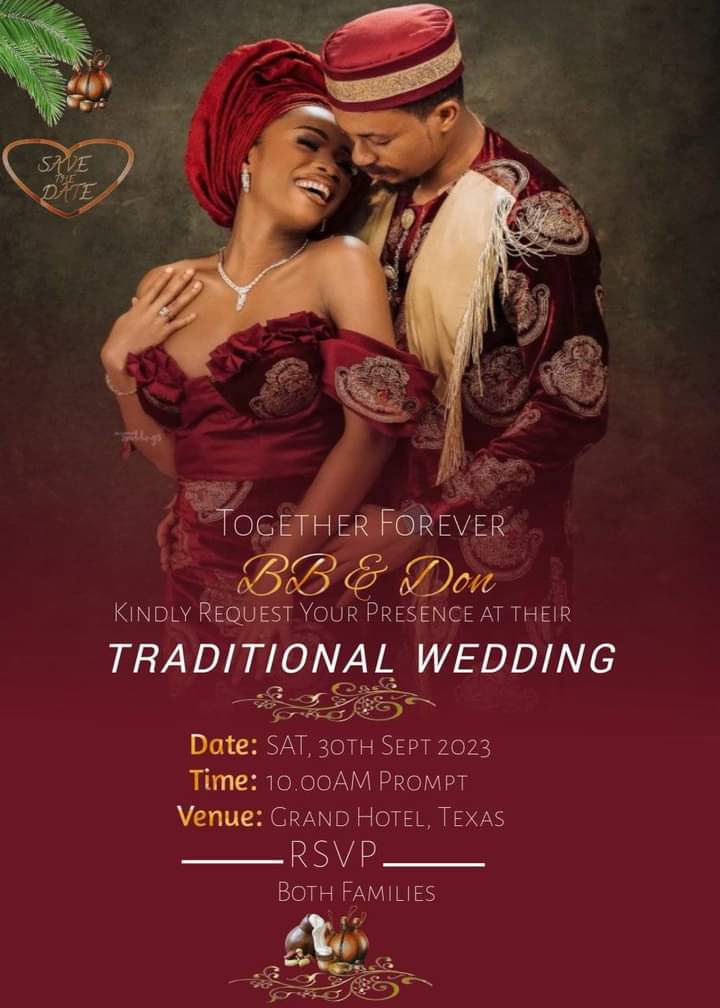 SAVE
THE
DATE
TOGETHER FOREVER
BB & Don
KINDLY REQUEST YOUR PRESENCE AT THEIR
TRADITIONAL WEDDING
Date: SAT, 30TH SEPT 2023
Time: 10.00AM PROMPT
Venue: GRAND HOTEL, TEXAS
RSVP
BOTH FAMILIES